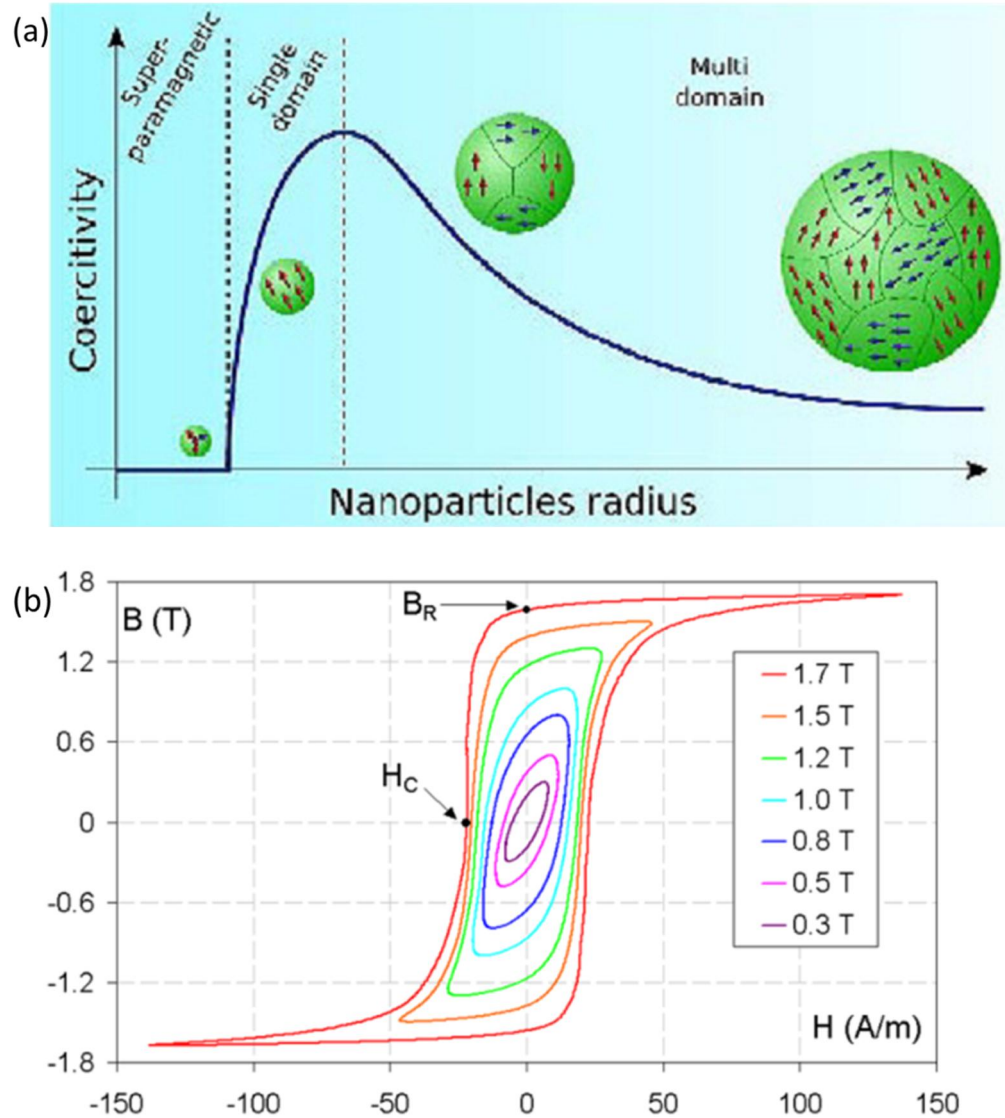 (a)
Super-
paramagnetic
Single
domain
Multi
domain
Coercitivity
Nanoparticles radius
(b)
1.8
B (T)
1.2
0.6
0
-0.6
-1.2
-1.8
B_R
H_C
1.7 T
1.5 T
1.2 T
1.0 T
0.8 T
0.5 T
0.3 T
H (A/m)
-150 -100 -50 0 50 100 150